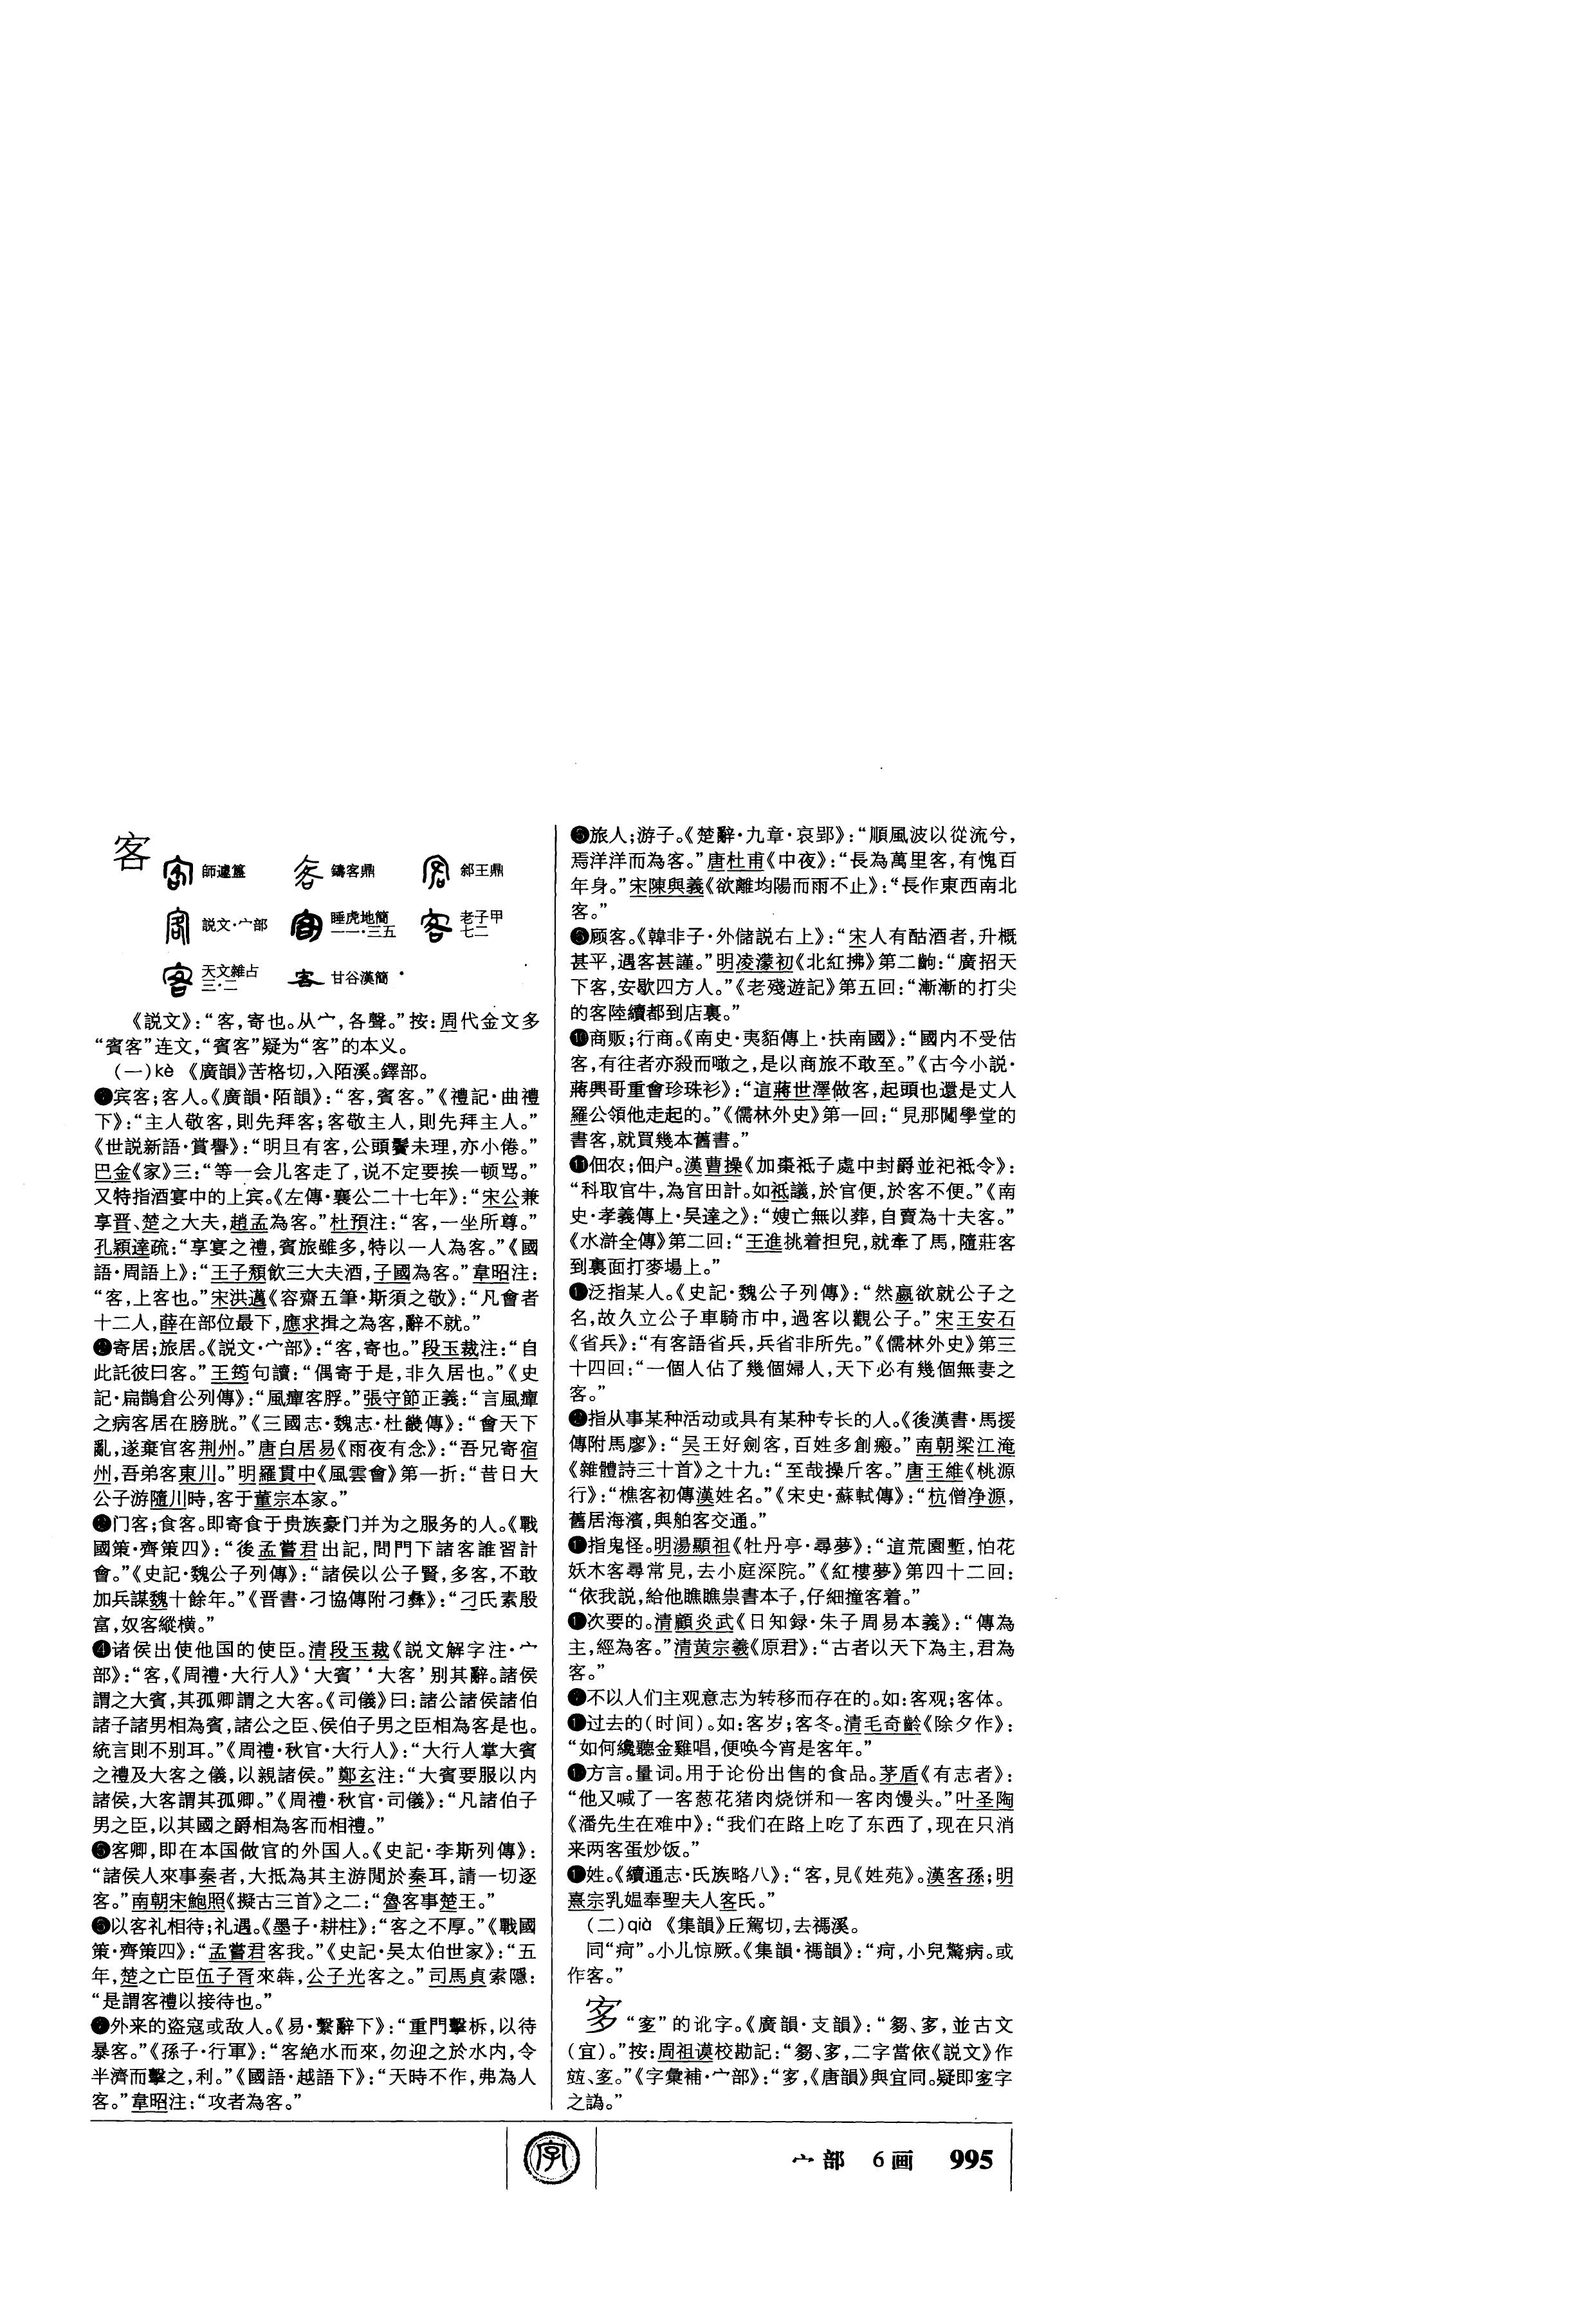 客
師遽簋 鑄客鼎 郐王鼎
説文·宀部 睡虎地簡一一·三五 老子甲七二
天文雜占三·二 甘谷漢簡
《説文》：“客，寄也。从宀，各聲。”按：周代金文多
“賓客”连文，“賓客”疑为“客”的本义。
（一）kè 《廣韻》苦格切，入陌溪。鐸部。
❶宾客；客人。《廣韻·陌韻》：“客，賓客。”《禮記·曲禮
下》：“主人敬客，則先拜客；客敬主人，則先拜主人。”
《世説新語·賞譽》：“明旦有客，公頭鬢未理，亦小倦。”
巴金《家》三：“等一会儿客走了，说不定要挨一顿骂。”
又特指酒宴中的上宾。《左傳·襄公二十七年》：“宋公兼
享晋、楚之大夫，趙孟為客。”杜預注：“客，一坐所尊。”
孔穎達疏：“享宴之禮，賓旅雖多，特以一人為客。”《國
語·周語上》：“王子頹飲三大夫酒，子國為客。”韋昭注：
“客，上客也。”宋洪邁《容齋五筆·斯須之敬》：“凡會者
十二人，薛在部位最下，應求揖之為客，辭不就。”
❷寄居；旅居。《説文·宀部》：“客，寄也。”段玉裁注：“自
此託彼曰客。”王筠句讀：“偶寄于是，非久居也。”《史
記·扁鵲倉公列傳》：“風癉客脬。”張守節正義：“言風癉
之病客居在膀胱。”《三國志·魏志·杜畿傳》：“會天下
亂，遂棄官客荆州。”唐白居易《雨夜有念》：“吾兄寄宿
州，吾弟客東川。”明羅貫中《風雲會》第一折：“昔日大
公子游隨川時，客于董宗本家。”
❸门客；食客。即寄食于贵族豪门并为之服务的人。《戰
國策·齊策四》：“後孟嘗君出記，問門下諸客誰習計
會。”《史記·魏公子列傳》：“諸侯以公子賢，多客，不敢
加兵謀魏十餘年。”《晋書·刁協傳附刁彝》：“刁氏素殷
富，奴客縱横。”
❹诸侯出使他国的使臣。清段玉裁《説文解字注·宀
部》：“客，《周禮·大行人》‘大賓’‘大客’别其辭。諸侯
謂之大賓，其孤卿謂之大客。《司儀》曰：諸公諸侯諸伯
諸子諸男相為賓，諸公之臣、侯伯子男之臣相為客是也。
統言則不别耳。”《周禮·秋官·大行人》：“大行人掌大賓
之禮及大客之儀，以親諸侯。”鄭玄注：“大賓要服以内
諸侯，大客謂其孤卿。”《周禮·秋官·司儀》：“凡諸伯子
男之臣，以其國之爵相為客而相禮。”
❺客卿，即在本国做官的外国人。《史記·李斯列傳》：
“諸侯人來事秦者，大抵為其主游閒於秦耳，請一切逐
客。”南朝宋鮑照《擬古三首》之二：“魯客事楚王。”
❻以客礼相待；礼遇。《墨子·耕柱》：“客之不厚。”《戰國
策·齊策四》：“孟嘗君客我。”《史記·吴太伯世家》：“五
年，楚之亡臣伍子胥來犇，公子光客之。”司馬貞索隱：
“是謂客禮以接待也。”
❼外来的盗寇或敌人。《易·繫辭下》：“重門擊柝，以待
暴客。”《孫子·行軍》：“客絶水而來，勿迎之於水内，令
半濟而擊之，利。”《國語·越語下》：“天時不作，弗為人
客。”韋昭注：“攻者為客。”
旅人；游子。《楚辭·九章·哀郢》：“順風波以從流兮，
焉洋洋而為客。”唐杜甫《中夜》：“長為萬里客，有愧百
年身。”宋陳與義《欲離均陽而雨不止》：“長作東西南北
客。”
顾客。《韓非子·外儲説右上》：“宋人有酤酒者，升概
甚平，遇客甚謹。”明凌濛初《北紅拂》第二齣：“廣招天
下客，安歇四方人。”《老殘遊記》第五回：“漸漸的打尖
的客陸續都到店裏。”
❿商贩；行商。《南史·夷貊傳上·扶南國》：“國内不受估
客，有往者亦殺而噉之，是以商旅不敢至。”《古今小説·
蔣興哥重會珍珠衫》：“這蔣世澤做客，起頭也還是丈人
羅公領他走起的。”《儒林外史》第一回：“見那闖學堂的
書客，就買幾本舊書。”
⓫佃农；佃户。漢曹操《加棗祗子處中封爵並祀祗令》：
“科取官牛，為官田計。如祗議，於官便，於客不便。”《南
史·孝義傳上·吴達之》：“嫂亡無以葬，自賣為十夫客。”
《水滸全傳》第二回：“王進挑着担兒，就牽了馬，隨莊客
到裏面打麥場上。”
泛指某人。《史記·魏公子列傳》：“然嬴欲就公子之
名，故久立公子車騎市中，過客以觀公子。”宋王安石
《省兵》：“有客語省兵，兵省非所先。”《儒林外史》第三
十四回：“一個人佔了幾個婦人，天下必有幾個無妻之
客。”
指从事某种活动或具有某种专长的人。《後漢書·馬援
傳附馬廖》：“吴王好劍客，百姓多創瘢。”南朝梁江淹
《雜體詩三十首》之十九：“至哉操斤客。”唐王維《桃源
行》：“樵客初傳漢姓名。”《宋史·蘇軾傳》：“杭僧净源，
舊居海濱，與舶客交通。”
指鬼怪。明湯顯祖《牡丹亭·尋夢》：“這荒園塹，怕花
妖木客尋常見，去小庭深院。”《紅樓夢》第四十二回：
“依我説，給他瞧瞧祟書本子，仔細撞客着。”
次要的。清顧炎武《日知録·朱子周易本義》：“傳為
主，經為客。”清黄宗羲《原君》：“古者以天下為主，君為
客。”
不以人们主观意志为转移而存在的。如：客观；客体。
过去的（时间）。如：客岁；客冬。清毛奇齡《除夕作》：
“如何纔聽金雞唱，便唤今宵是客年。”
方言。量词。用于论份出售的食品。茅盾《有志者》：
“他又喊了一客葱花猪肉烧饼和一客肉馒头。”叶圣陶
《潘先生在难中》：“我们在路上吃了东西了，现在只消
来两客蛋炒饭。”
姓。《續通志·氏族略八》：“客，見《姓苑》。漢客孫；明
熹宗乳媪奉聖夫人客氏。”
（二）qià 《集韻》丘駕切，去禡溪。
同“㾎”。小儿惊厥。《集韻·禡韻》：“㾎，小兒驚病。或
作客。”
“㝖”的讹字。《廣韻·支韻》：“並古文
（宜）。”按：周祖谟校勘記：“二字當依《説文》作
《字彙補·宀部》：“《唐韻》與宜同。疑即㝖字
之譌。”
字
宀部 6画 995